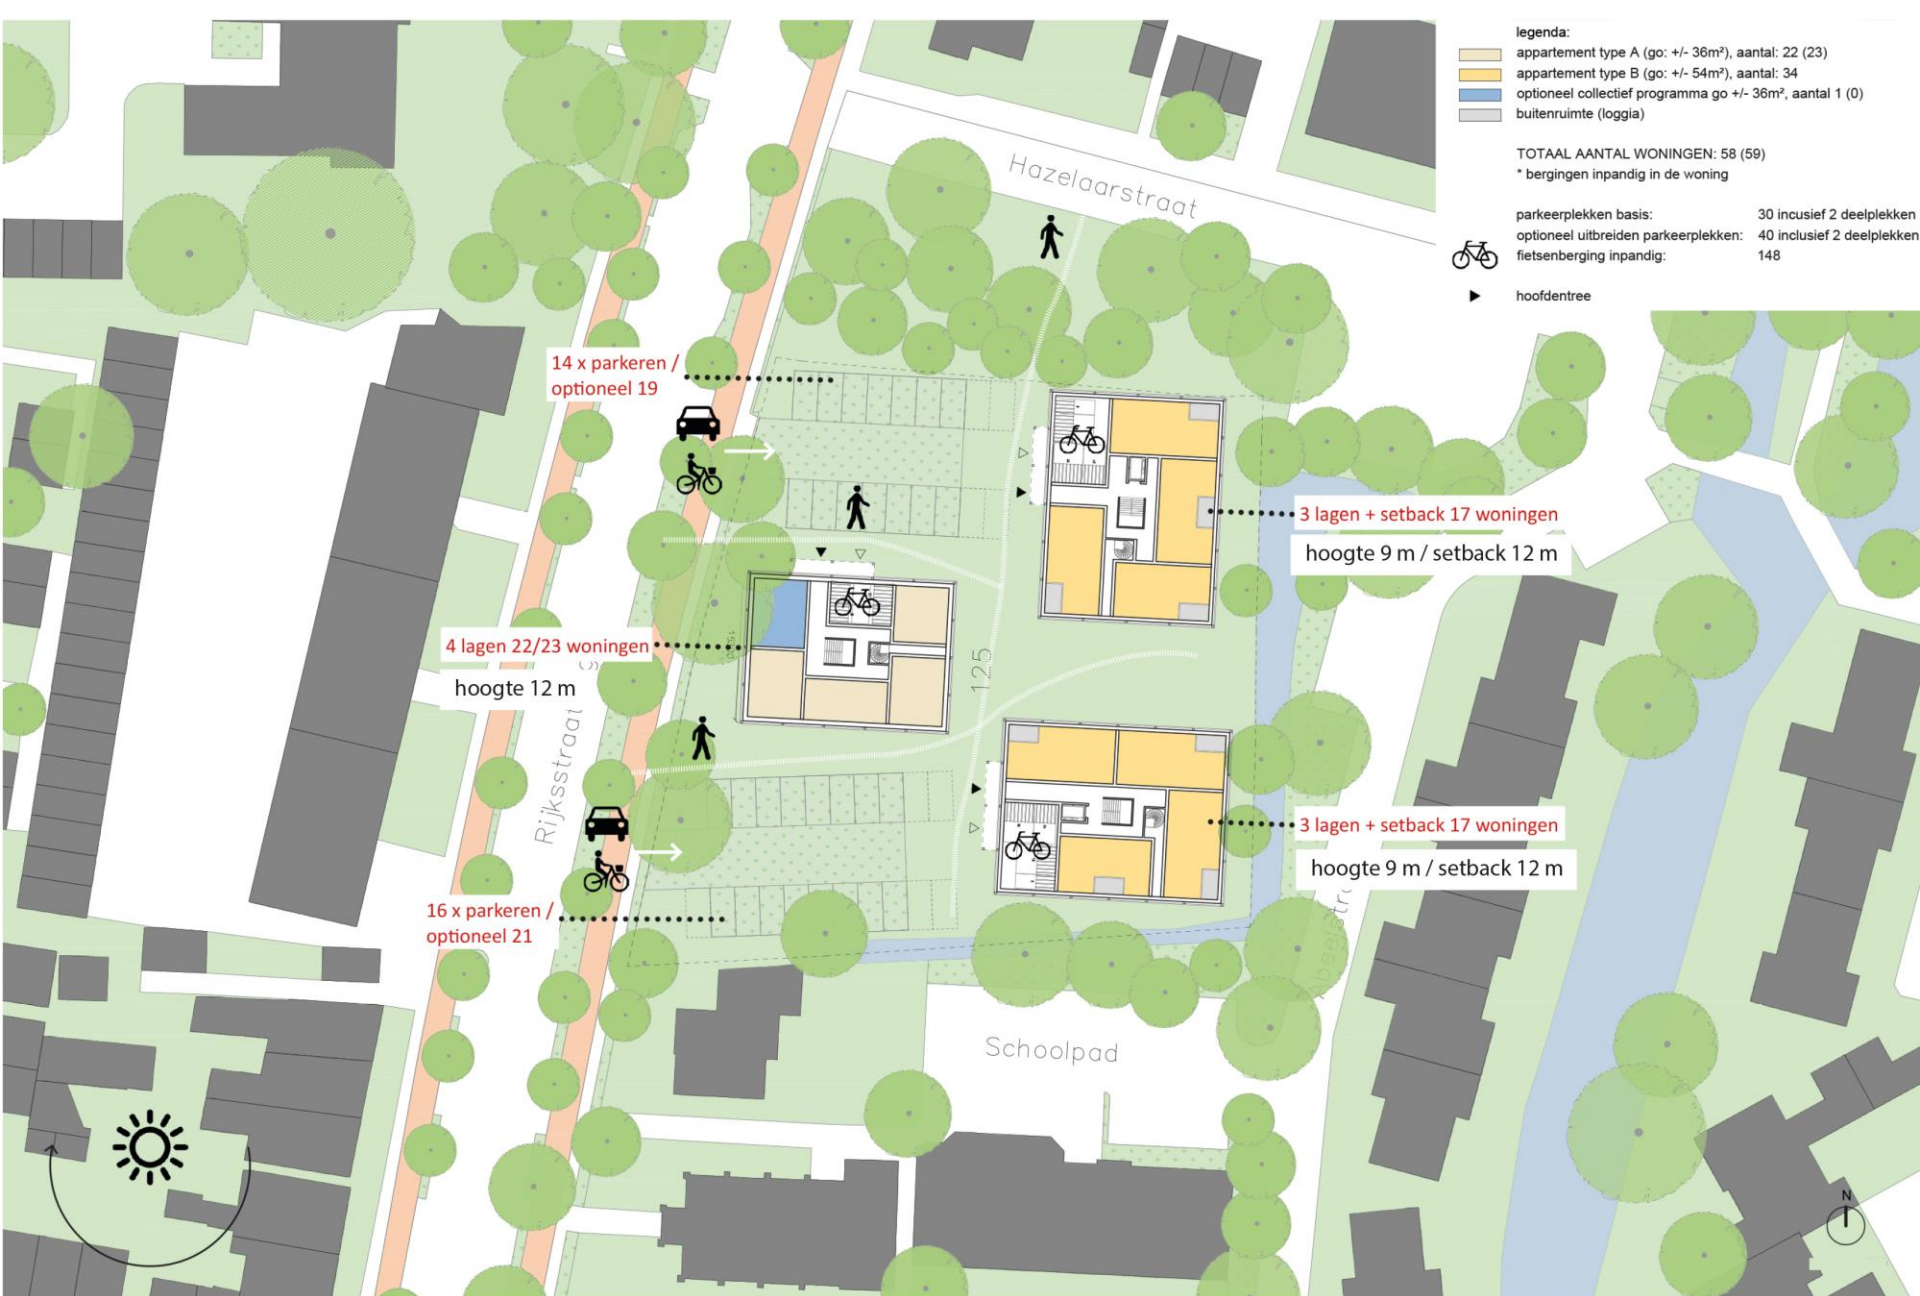 legenda:
appartement type A (go: +/- 36m²), aantal: 22 (23)
appartement type B (go: +/- 54m²), aantal: 34
optioneel collectief programma go +/- 36m², aantal 1 (0)
buitenruimte (loggia)
TOTAAL AANTAL WONINGEN: 58 (59)
* bergingen inpandig in de woning
parkeerplekken basis: 30 incusief 2 deelplekken
optioneel uitbreiden parkeerplekken: 40 inclusief 2 deelplekken
fietsenberging inpandig: 148
hoofdentree
Hazelaarstraat
14 x parkeren /
optioneel 19
3 lagen + setback 17 woningen
hoogte 9 m / setback 12 m
4 lagen 22/23 woningen
hoogte 12 m
125
Rijksstraat
3 lagen + setback 17 woningen
hoogte 9 m / setback 12 m
16 x parkeren /
optioneel 21
Schoolpad
N